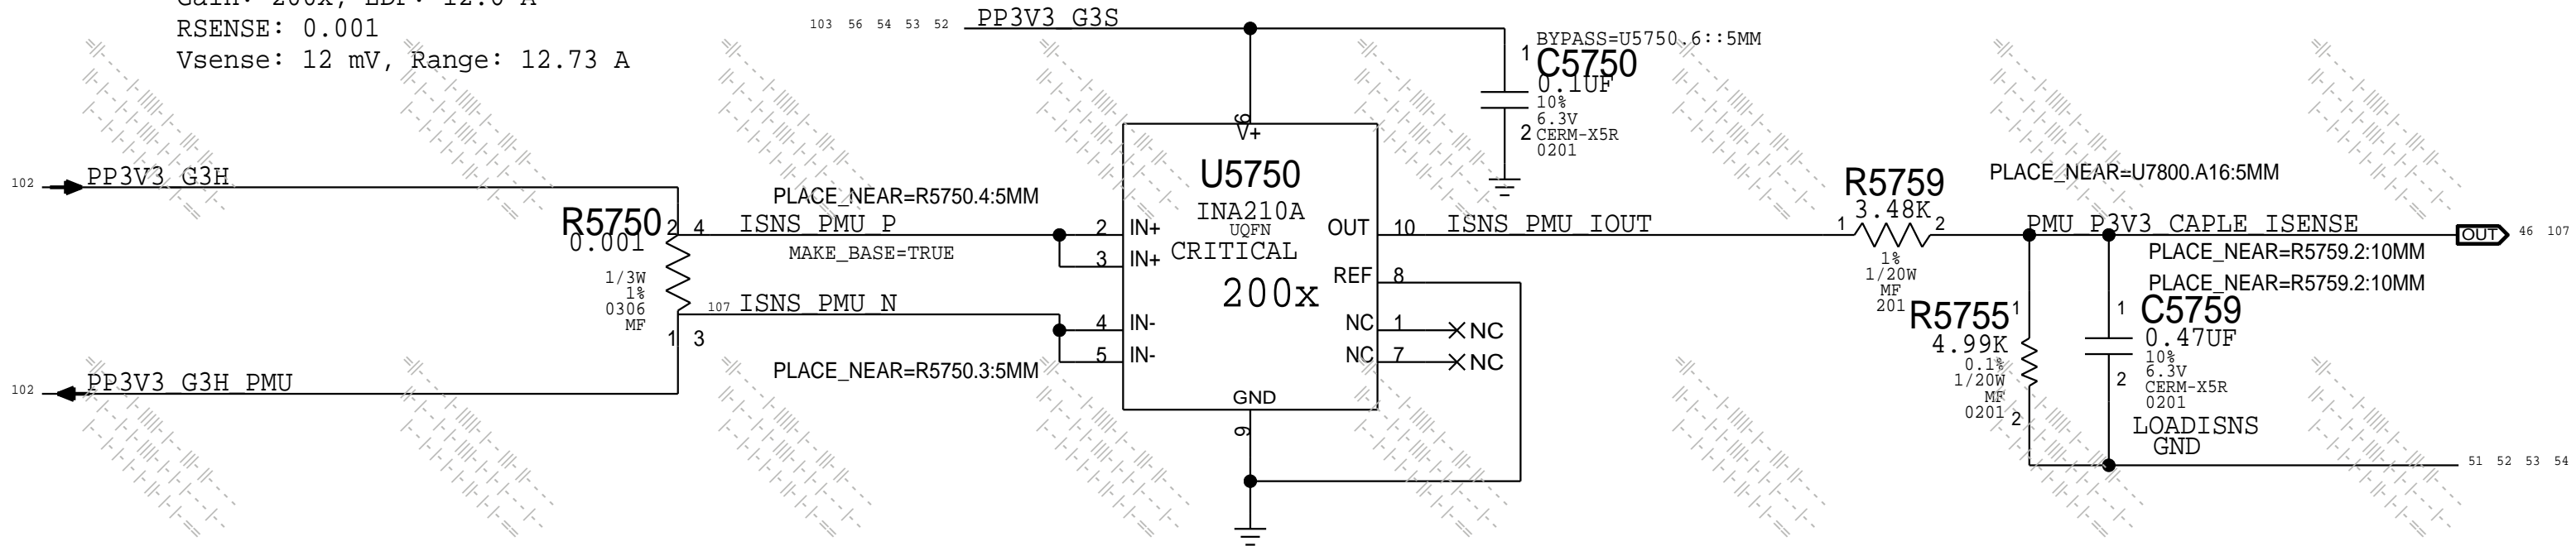 Gain: 200x, EDP: 12.0 A
RSENSE: 0.001
Vsense: 12 mV, Range: 12.73 A
103 56 54 53 52 PP3V3_G3S
BYPASS=U5750.6::5MM
1 C5750
0.1UF
10%
6.3V
2 CERM-X5R
0201
6
V+
U5750
INA210A
UQFN
CRITICAL
200x
102 PP3V3_G3H
R5750 2 4
0.001
1/3W
1%
0306
MF
1 3
PLACE_NEAR=R5750.4:5MM
ISNS_PMU_P
MAKE_BASE=TRUE
2 IN+
3 IN+
107 ISNS_PMU_N
4 IN-
5 IN-
PLACE_NEAR=R5750.3:5MM
102 PP3V3_G3H_PMU
OUT 10 ISNS_PMU_IOUT
REF 8
NC 1 NC
NC 7 NC
GND
9
R5759
1 3.48K 2
1%
1/20W
MF
201
PLACE_NEAR=U7800.A16:5MM
PMU_P3V3_CAPLE_ISENSE
OUT 46 107
PLACE_NEAR=R5759.2:10MM
PLACE_NEAR=R5759.2:10MM
R5755 1
4.99K
0.1%
1/20W
MF
0201 2
1 C5759
0.47UF
10%
6.3V
2 CERM-X5R
0201
LOADISNS
GND
51 52 53 54